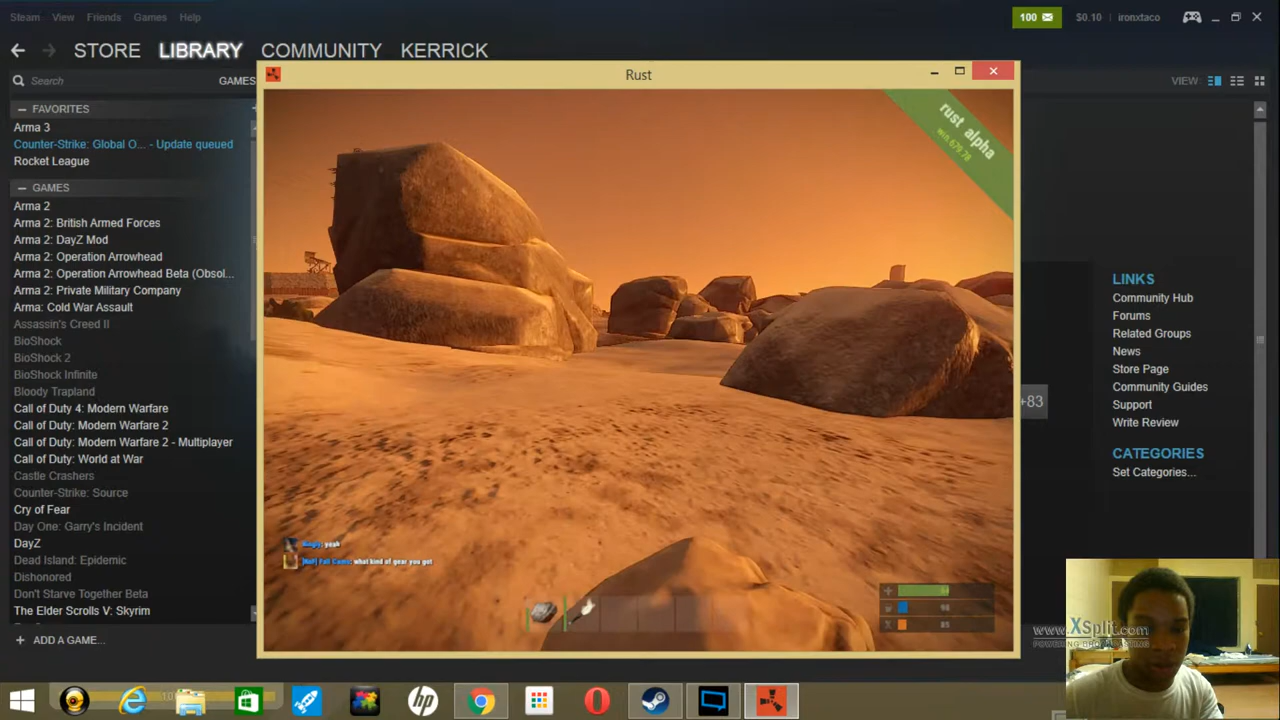 Steam View Friends Games Help
100 $0.10 ironxtaco
STORE LIBRARY COMMUNITY KERRICK
Search GAMES
VIEW:
FAVORITES
Arma 3
Counter-Strike: Global O... - Update queued
Rocket League
GAMES
Arma 2
Arma 2: British Armed Forces
Arma 2: DayZ Mod
Arma 2: Operation Arrowhead
Arma 2: Operation Arrowhead Beta (Obsol...
Arma 2: Private Military Company
Arma: Cold War Assault
Assassin's Creed II
BioShock
BioShock 2
BioShock Infinite
Bloody Trapland
Call of Duty 4: Modern Warfare
Call of Duty: Modern Warfare 2
Call of Duty: Modern Warfare 2 - Multiplayer
Call of Duty: World at War
Castle Crashers
Counter-Strike: Source
Cry of Fear
Day One: Garry's Incident
DayZ
Dead Island: Epidemic
Dishonored
Don't Starve Together Beta
The Elder Scrolls V: Skyrim
+ ADD A GAME...
Rust
rust alpha
yeah
what kind of gear you got
98
+83
LINKS
Community Hub
Forums
Related Groups
News
Store Page
Community Guides
Support
Write Review
CATEGORIES
Set Categories...
www.XSplit.com
POWERING BROADCASTING
hp